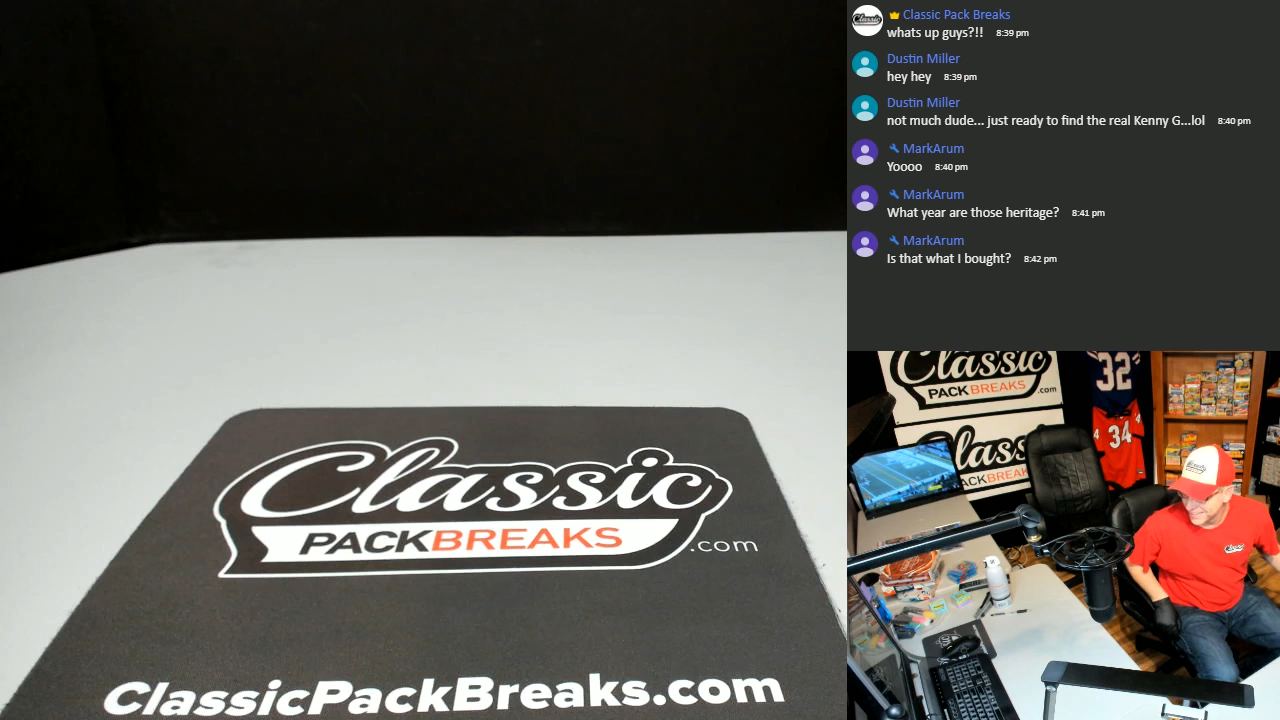 Classic Pack Breaks
whats up guys?!! 8:39 pm
Dustin Miller
hey hey 8:39 pm
Dustin Miller
not much dude... just ready to find the real Kenny G...lol 8:40 pm
MarkArum
Yoooo 8:40 pm
MarkArum
What year are those heritage? 8:41 pm
MarkArum
Is that what I bought? 8:42 pm
Classic
PACKBREAKS
.com
ClassicPackBreaks.com
Classic
PACKBREAKS.com
32
Class
ACKBREAK
34
4